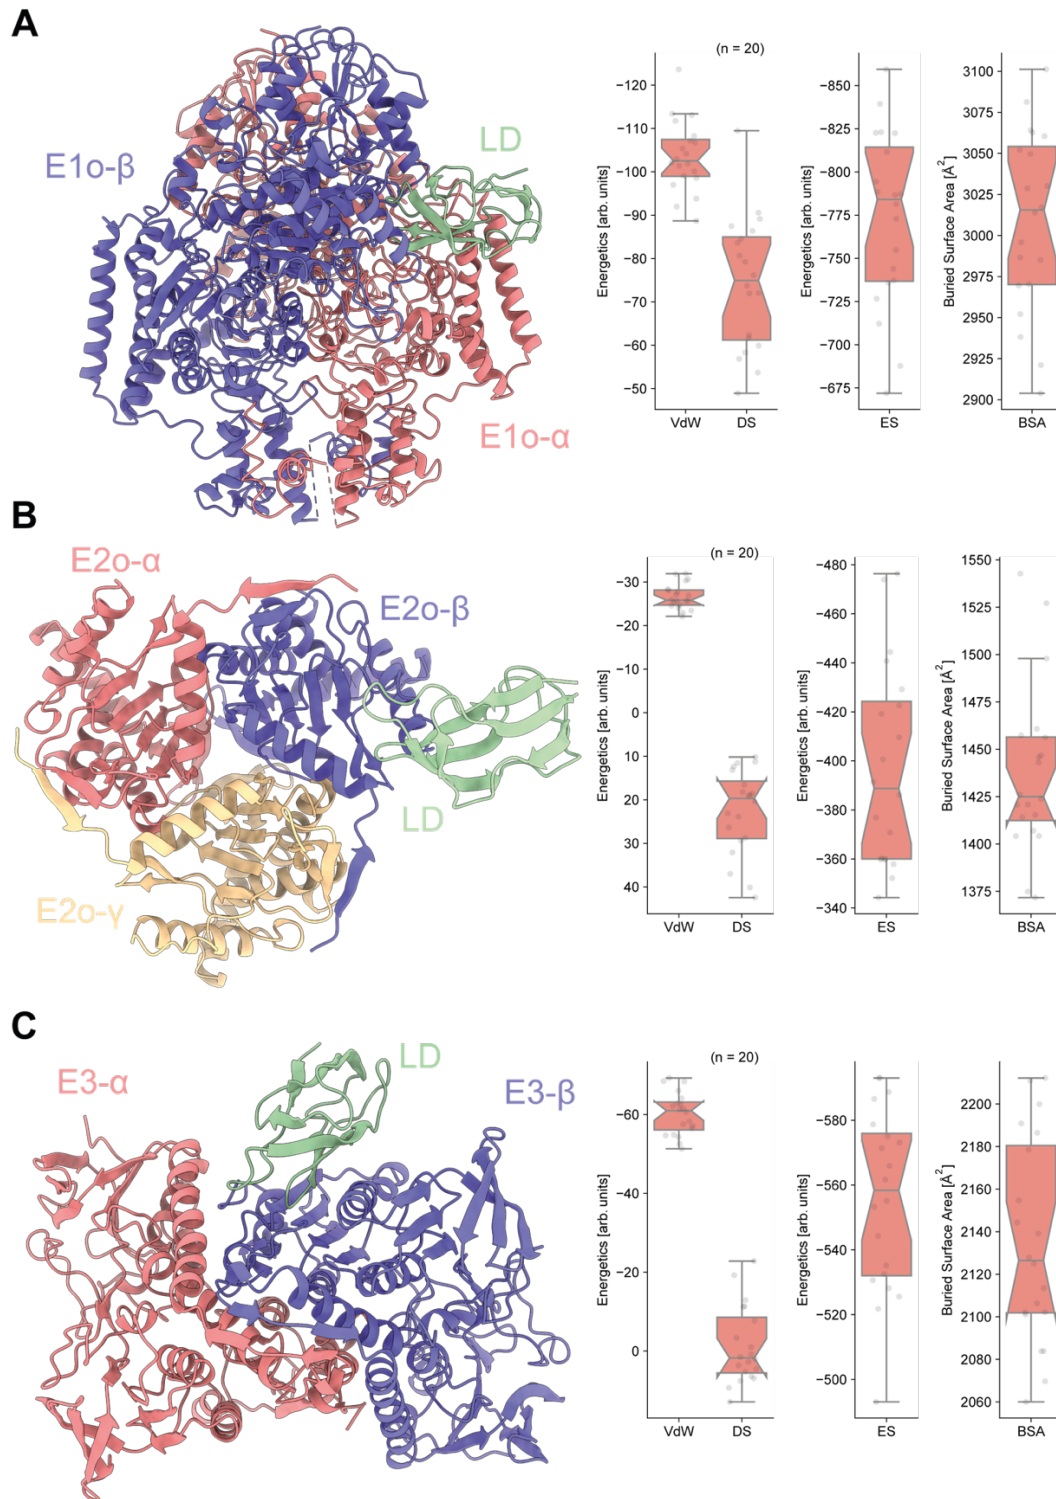 A
E1o-β
LD
E1o-α
(n = 20)
Energetics [arb. units]
−120
−110
−100
−90
−80
−70
−60
−50
VdW DS
Energetics [arb. units]
−850
−825
−800
−775
−750
−725
−700
−675
ES
Buried Surface Area [Å²]
3100
3075
3050
3025
3000
2975
2950
2925
2900
BSA
B
E2o-α
E2o-β
LD
E2o-γ
(n = 20)
Energetics [arb. units]
−30
−20
−10
0
10
20
30
40
VdW DS
Energetics [arb. units]
−480
−460
−440
−420
−400
−380
−360
−340
ES
Buried Surface Area [Å²]
1550
1525
1500
1475
1450
1425
1400
1375
BSA
C
E3-α
LD
E3-β
(n = 20)
Energetics [arb. units]
−60
−40
−20
0
VdW DS
Energetics [arb. units]
−580
−560
−540
−520
−500
ES
Buried Surface Area [Å²]
2200
2180
2160
2140
2120
2100
2080
2060
BSA